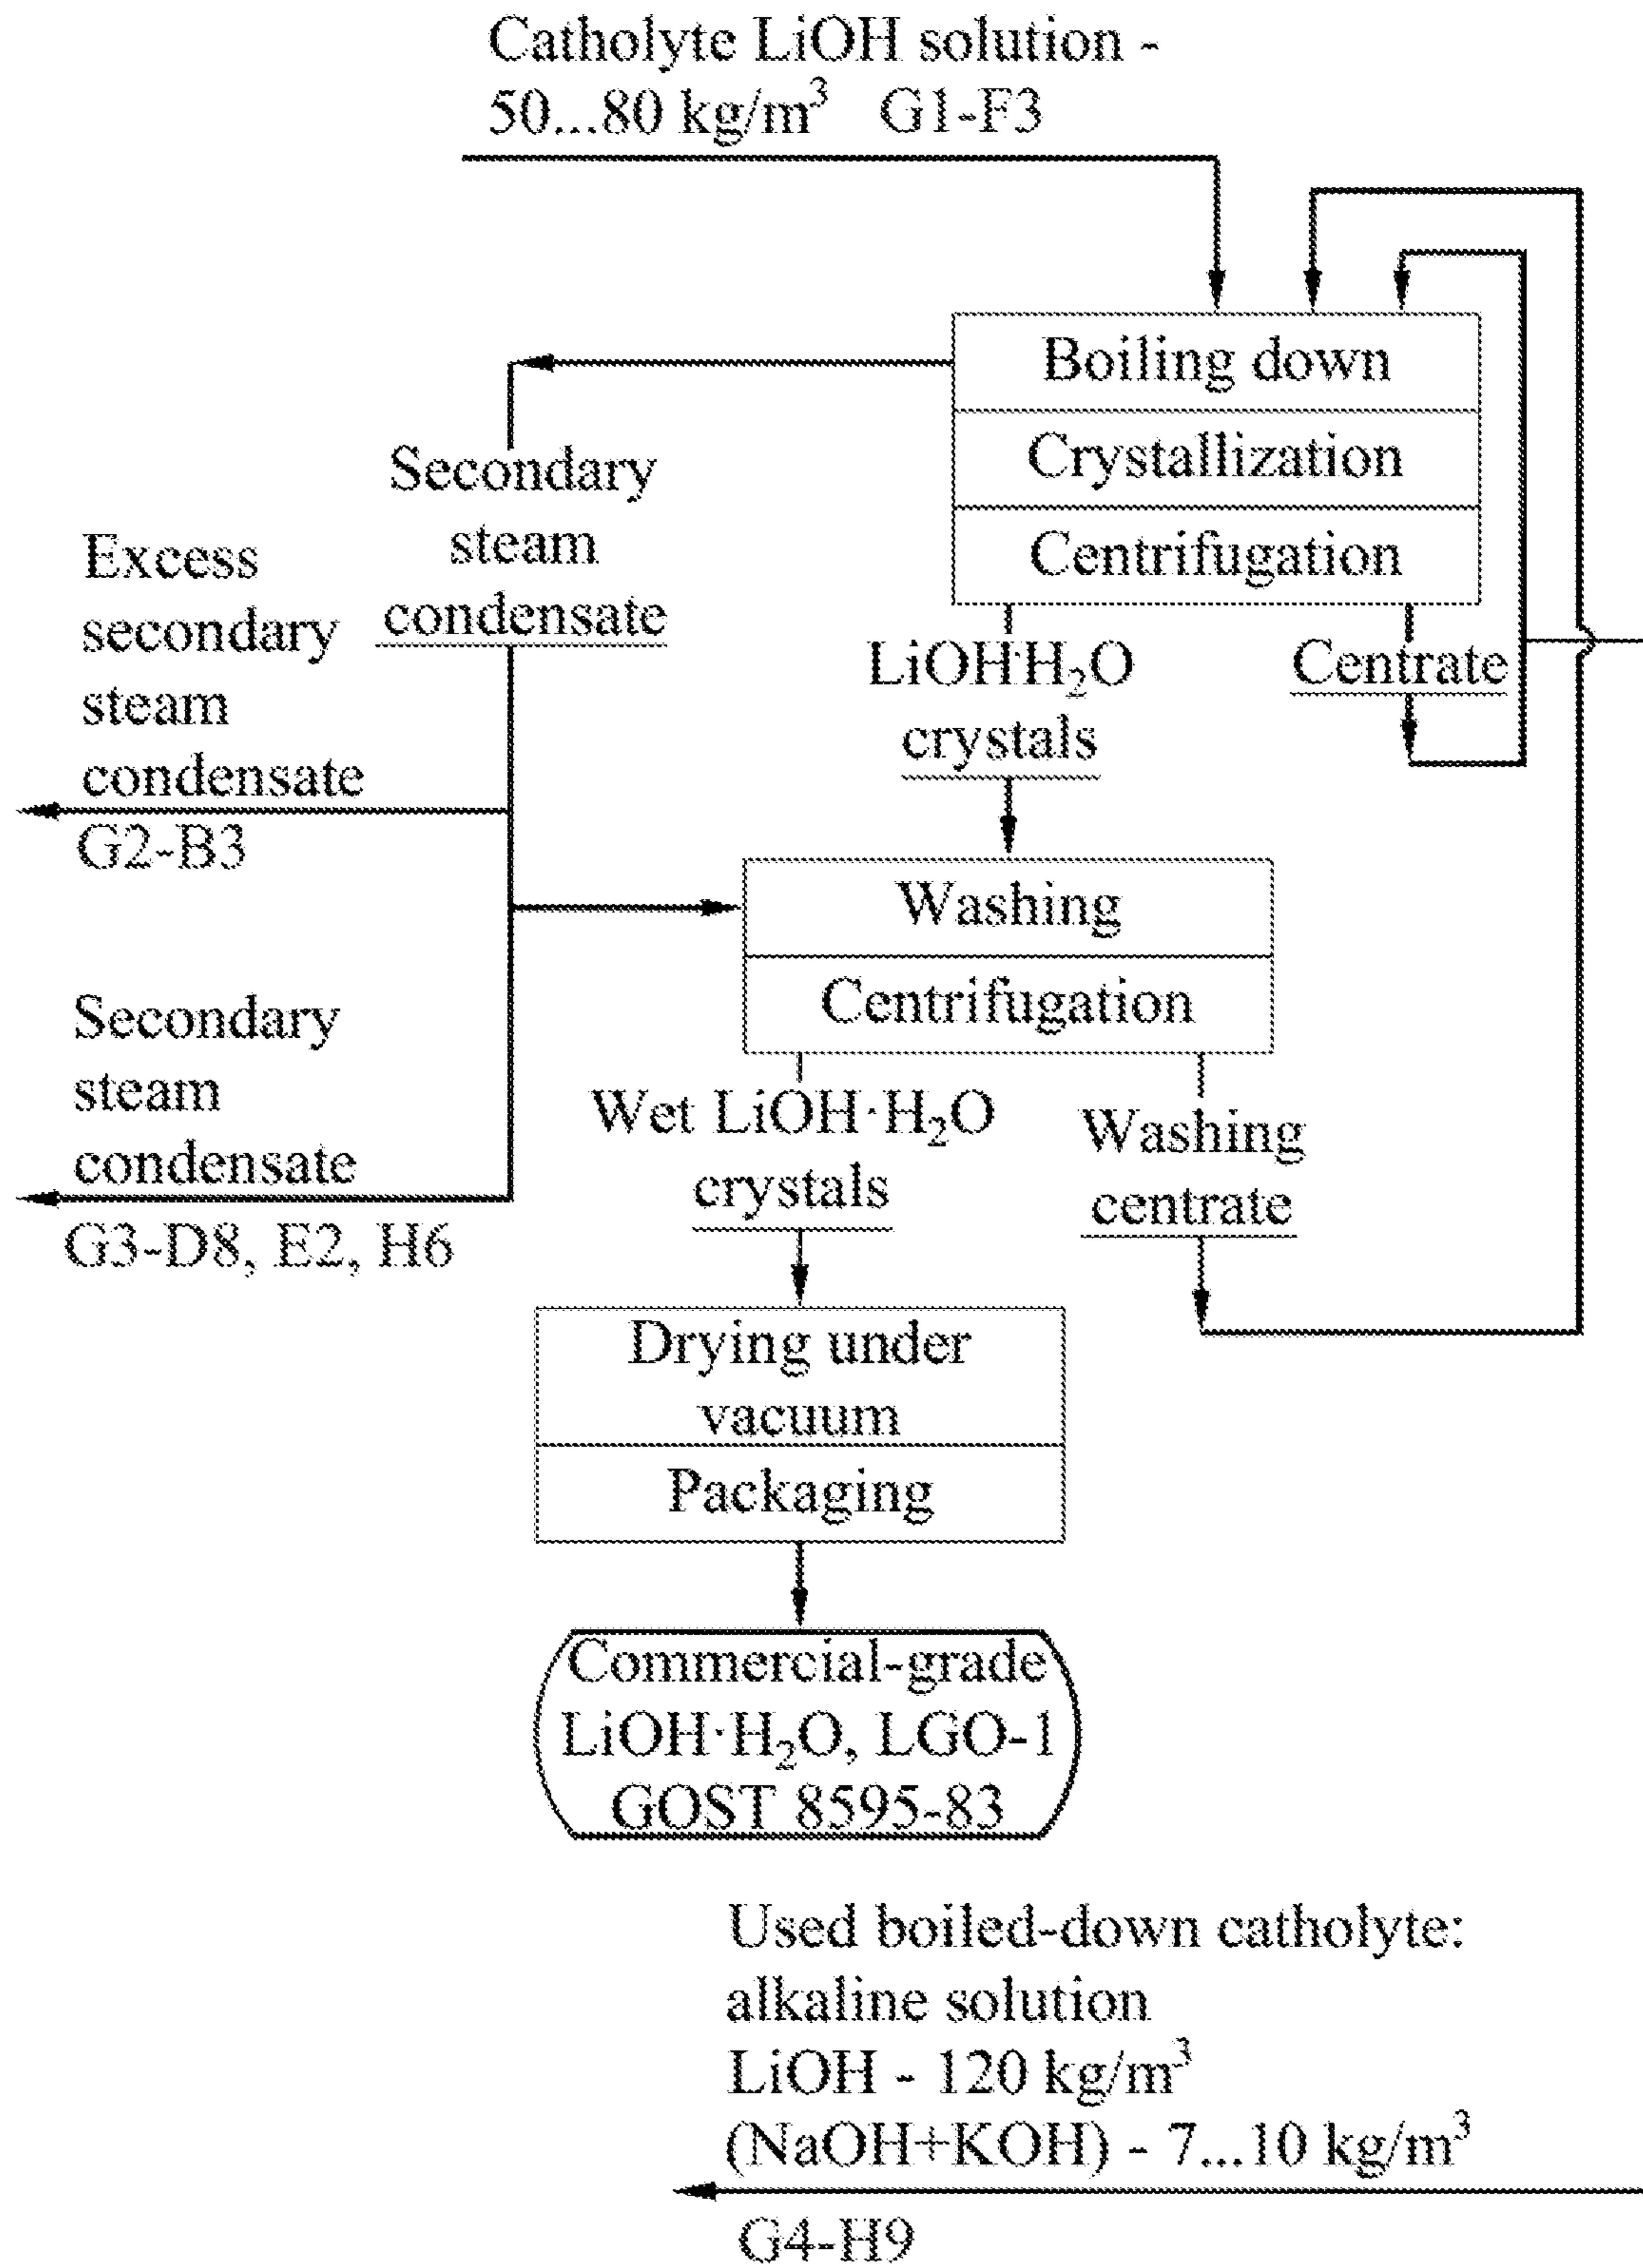 Catholyte LiOH solution -
50...80 kg/m³ G1-F3
Boiling down
Crystallization
Centrifugation
Secondary
steam
condensate
Excess
secondary
steam
condensate
G2-B3
LiOH·H₂O
crystals
Centrate
Washing
Centrifugation
Secondary
steam
condensate
G3-D8, E2, H6
Wet LiOH·H₂O
crystals
Washing
centrate
Drying under
vacuum
Packaging
Commercial-grade
LiOH·H₂O, LGO-1
GOST 8595-83
Used boiled-down catholyte:
alkaline solution
LiOH - 120 kg/m³
(NaOH+KOH) - 7...10 kg/m³
G4-H9